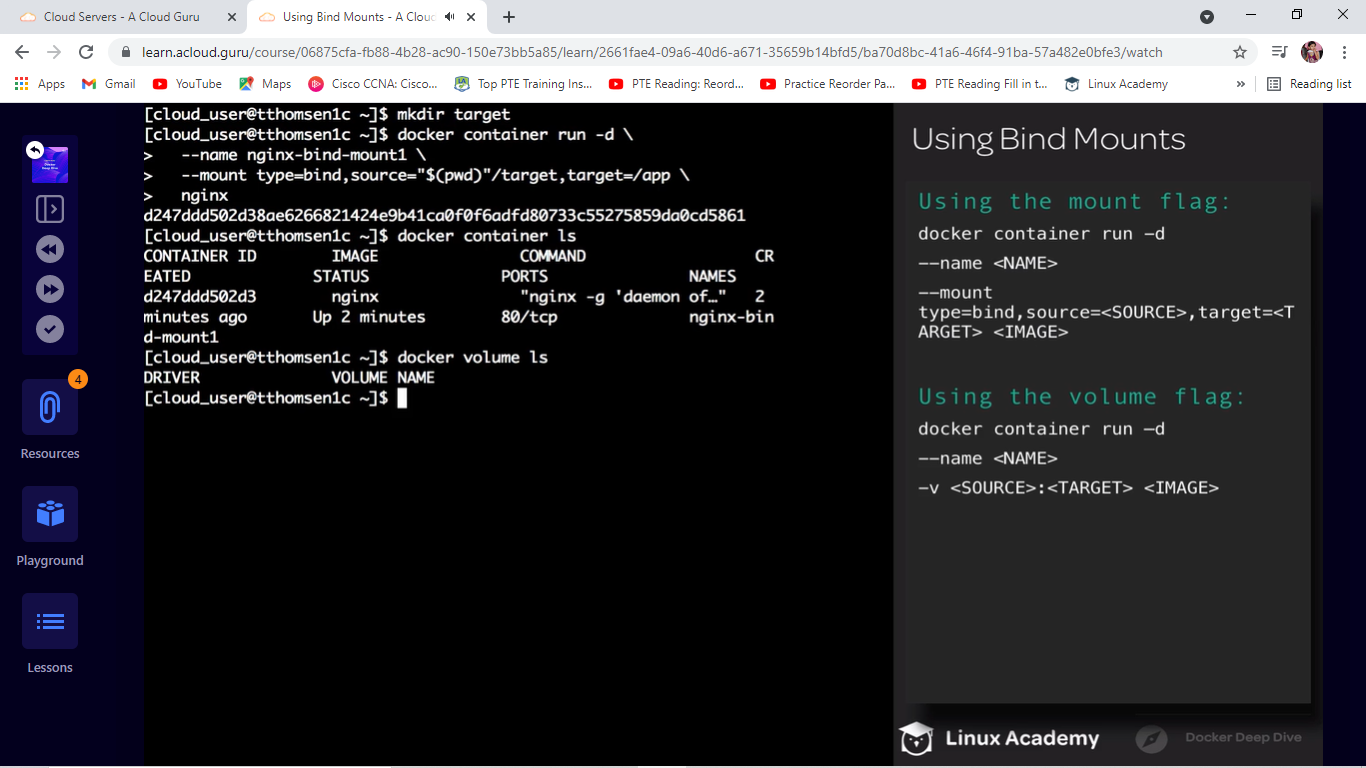 Cloud Servers - A Cloud Guru
Using Bind Mounts - A Clou
learn.acloud.guru/course/06875cfa-fb88-4b28-ac90-150e73bb5a85/learn/2661fae4-09a6-40d6-a671-35659b14bfd5/ba70d8bc-41a6-46f4-91ba-57a482e0bfe3/watch
Apps
Gmail
YouTube
Maps
Cisco CCNA: Cisco...
Top PTE Training Ins...
PTE Reading: Reord...
Practice Reorder Pa...
PTE Reading Fill in t...
Linux Academy
»
Reading list
Docker Deep Dive
4
Resources
Playground
Lessons
[cloud_user@tthomsen1c ~]$ mkdir target
[cloud_user@tthomsen1c ~]$ docker container run -d \
> --name nginx-bind-mount1 \
> --mount type=bind,source="$(pwd)"/target,target=/app \
> nginx
d247ddd502d38ae6266821424e9b41ca0f0f6adfd80733c55275859da0cd5861
[cloud_user@tthomsen1c ~]$ docker container ls
CONTAINER ID IMAGE COMMAND CR
EATED STATUS PORTS NAMES
d247ddd502d3 nginx "nginx -g 'daemon of…" 2
minutes ago Up 2 minutes 80/tcp nginx-bin
d-mount1
[cloud_user@tthomsen1c ~]$ docker volume ls
DRIVER VOLUME NAME
[cloud_user@tthomsen1c ~]$
Using Bind Mounts
Using the mount flag:
docker container run –d
--name <NAME>
--mount
type=bind,source=<SOURCE>,target=<T
ARGET> <IMAGE>
Using the volume flag:
docker container run –d
--name <NAME>
-v <SOURCE>:<TARGET> <IMAGE>
Linux Academy
Docker Deep Dive